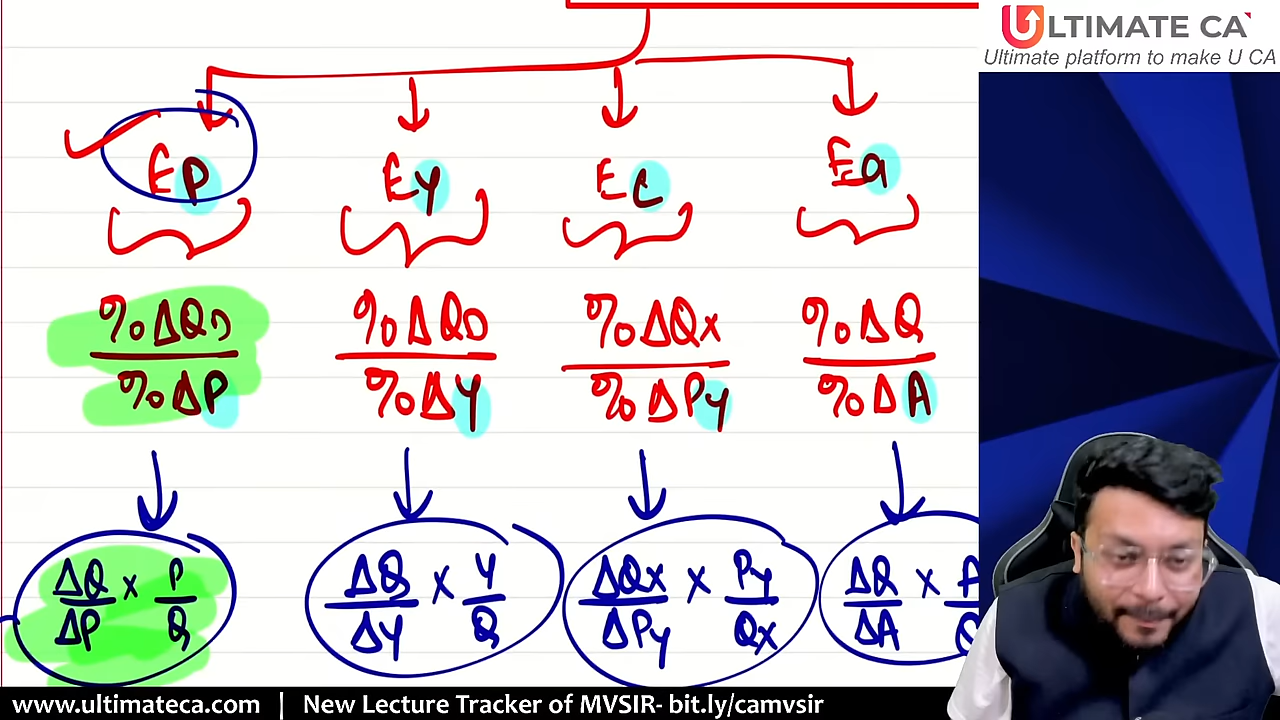 ULTIMATE CA
Ultimate platform to make U CA
Ep Ey Ec Ea
%ΔQD / %ΔP %ΔQD / %ΔY %ΔQx / %ΔPy %ΔQ / %ΔA
ΔQ/ΔP x P/Q ΔQ/ΔY x Y/Q ΔQx/ΔPy x Py/Qx ΔQ/ΔA x
www.ultimateca.com | New Lecture Tracker of MVSIR- bit.ly/camvsir